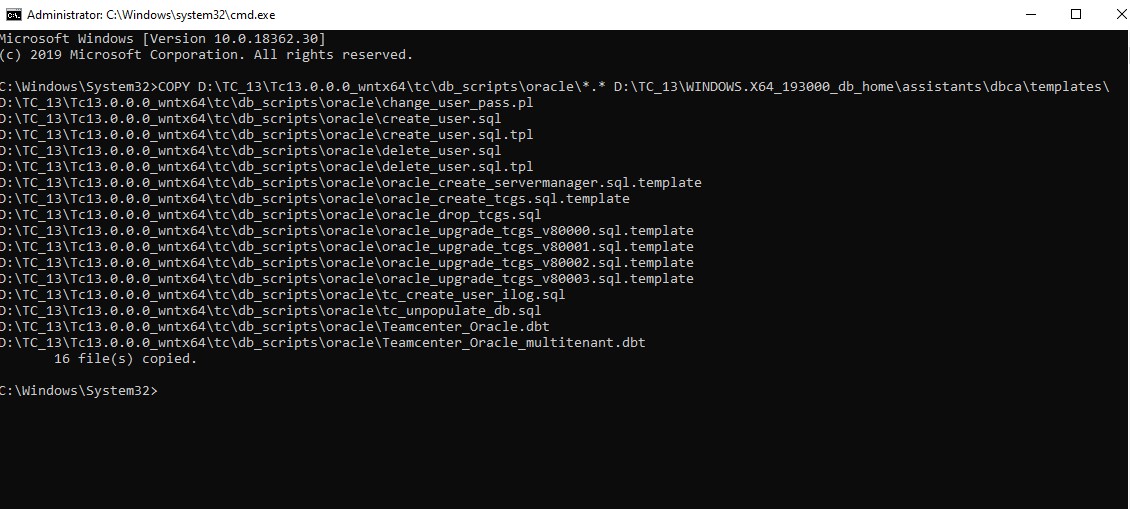 Administrator: C:\Windows\system32\cmd.exe
Microsoft Windows [Version 10.0.18362.30]
(c) 2019 Microsoft Corporation. All rights reserved.
C:\Windows\System32>COPY D:\TC_13\Tc13.0.0.0_wntx64\tc\db_scripts\oracle\*.* D:\TC_13\WINDOWS.X64_193000_db_home\assistants\dbca\templates\
D:\TC_13\Tc13.0.0.0_wntx64\tc\db_scripts\oracle\change_user_pass.pl
D:\TC_13\Tc13.0.0.0_wntx64\tc\db_scripts\oracle\create_user.sql
D:\TC_13\Tc13.0.0.0_wntx64\tc\db_scripts\oracle\create_user.sql.tpl
D:\TC_13\Tc13.0.0.0_wntx64\tc\db_scripts\oracle\delete_user.sql
D:\TC_13\Tc13.0.0.0_wntx64\tc\db_scripts\oracle\delete_user.sql.tpl
D:\TC_13\Tc13.0.0.0_wntx64\tc\db_scripts\oracle\oracle_create_servermanager.sql.template
D:\TC_13\Tc13.0.0.0_wntx64\tc\db_scripts\oracle\oracle_create_tcgs.sql.template
D:\TC_13\Tc13.0.0.0_wntx64\tc\db_scripts\oracle\oracle_drop_tcgs.sql
D:\TC_13\Tc13.0.0.0_wntx64\tc\db_scripts\oracle\oracle_upgrade_tcgs_v80000.sql.template
D:\TC_13\Tc13.0.0.0_wntx64\tc\db_scripts\oracle\oracle_upgrade_tcgs_v80001.sql.template
D:\TC_13\Tc13.0.0.0_wntx64\tc\db_scripts\oracle\oracle_upgrade_tcgs_v80002.sql.template
D:\TC_13\Tc13.0.0.0_wntx64\tc\db_scripts\oracle\oracle_upgrade_tcgs_v80003.sql.template
D:\TC_13\Tc13.0.0.0_wntx64\tc\db_scripts\oracle\tc_create_user_ilog.sql
D:\TC_13\Tc13.0.0.0_wntx64\tc\db_scripts\oracle\tc_unpopulate_db.sql
D:\TC_13\Tc13.0.0.0_wntx64\tc\db_scripts\oracle\Teamcenter_Oracle.dbt
D:\TC_13\Tc13.0.0.0_wntx64\tc\db_scripts\oracle\Teamcenter_Oracle_multitenant.dbt
16 file(s) copied.
C:\Windows\System32>